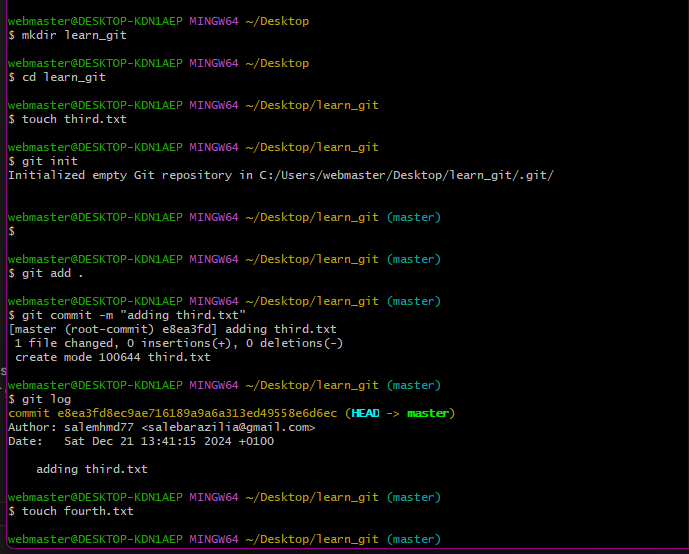 webmaster@DESKTOP-KDN1AEP MINGW64 ~/Desktop
$ mkdir learn_git
webmaster@DESKTOP-KDN1AEP MINGW64 ~/Desktop
$ cd learn_git
webmaster@DESKTOP-KDN1AEP MINGW64 ~/Desktop/learn_git
$ touch third.txt
webmaster@DESKTOP-KDN1AEP MINGW64 ~/Desktop/learn_git
$ git init
Initialized empty Git repository in C:/Users/webmaster/Desktop/learn_git/.git/
webmaster@DESKTOP-KDN1AEP MINGW64 ~/Desktop/learn_git (master)
$
webmaster@DESKTOP-KDN1AEP MINGW64 ~/Desktop/learn_git (master)
$ git add .
webmaster@DESKTOP-KDN1AEP MINGW64 ~/Desktop/learn_git (master)
$ git commit -m "adding third.txt"
[master (root-commit) e8ea3fd] adding third.txt
 1 file changed, 0 insertions(+), 0 deletions(-)
 create mode 100644 third.txt
webmaster@DESKTOP-KDN1AEP MINGW64 ~/Desktop/learn_git (master)
$ git log
commit e8ea3fd8ec9ae716189a9a6a313ed49558e6d6ec (HEAD -> master)
Author: salemhmd77 <salebarazilia@gmail.com>
Date:   Sat Dec 21 13:41:15 2024 +0100
    adding third.txt
webmaster@DESKTOP-KDN1AEP MINGW64 ~/Desktop/learn_git (master)
$ touch fourth.txt
webmaster@DESKTOP-KDN1AEP MINGW64 ~/Desktop/learn_git (master)